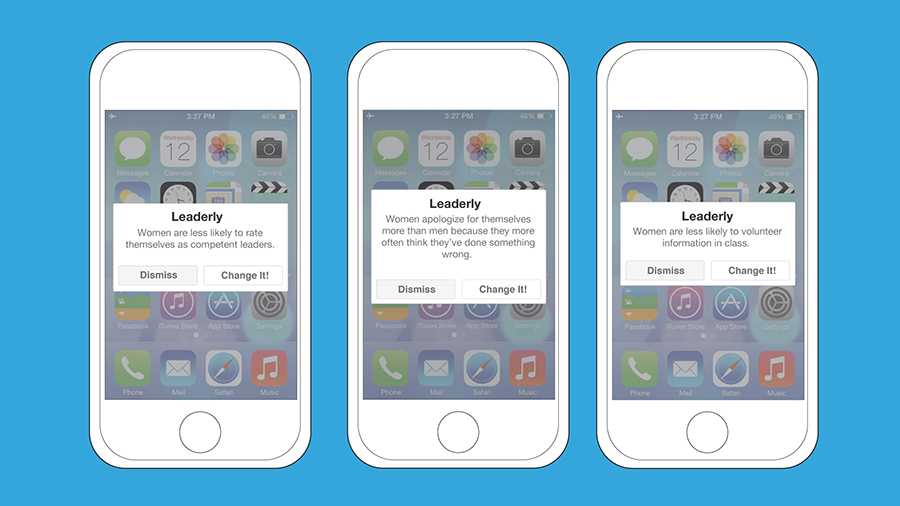 3:27 PM 46%
Messages Wednesday 12 Calendar Photos Camera
Leaderly
Women are less likely to rate
themselves as competent leaders.
Dismiss Change It!
Passbook iTunes Store App Store Settings
Phone Mail Safari Music
3:27 PM 46%
Messages Wednesday 12 Calendar Photos Camera
Leaderly
Women apologize for themselves
more than men because they more
often think they've done something
wrong.
Dismiss Change It!
Passbook iTunes Store App Store Settings
Phone Mail Safari Music
3:27 PM 46%
Messages Wednesday 12 Calendar Photos Camera
Leaderly
Women are less likely to volunteer
information in class.
Dismiss Change It!
Passbook iTunes Store App Store Settings
Phone Mail Safari Music